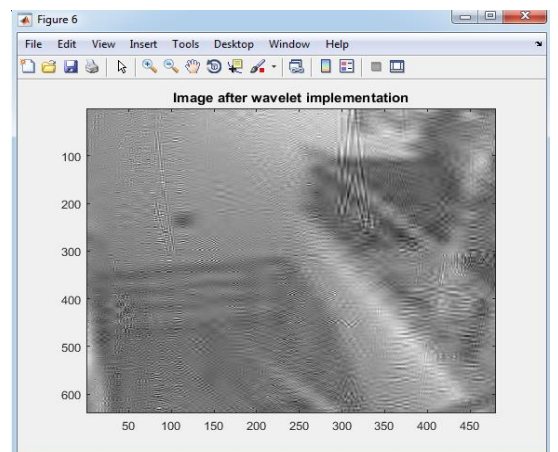 Figure 6
File Edit View Insert Tools Desktop Window Help
Image after wavelet implementation
100
200
300
400
500
600
50 100 150 200 250 300 350 400 450